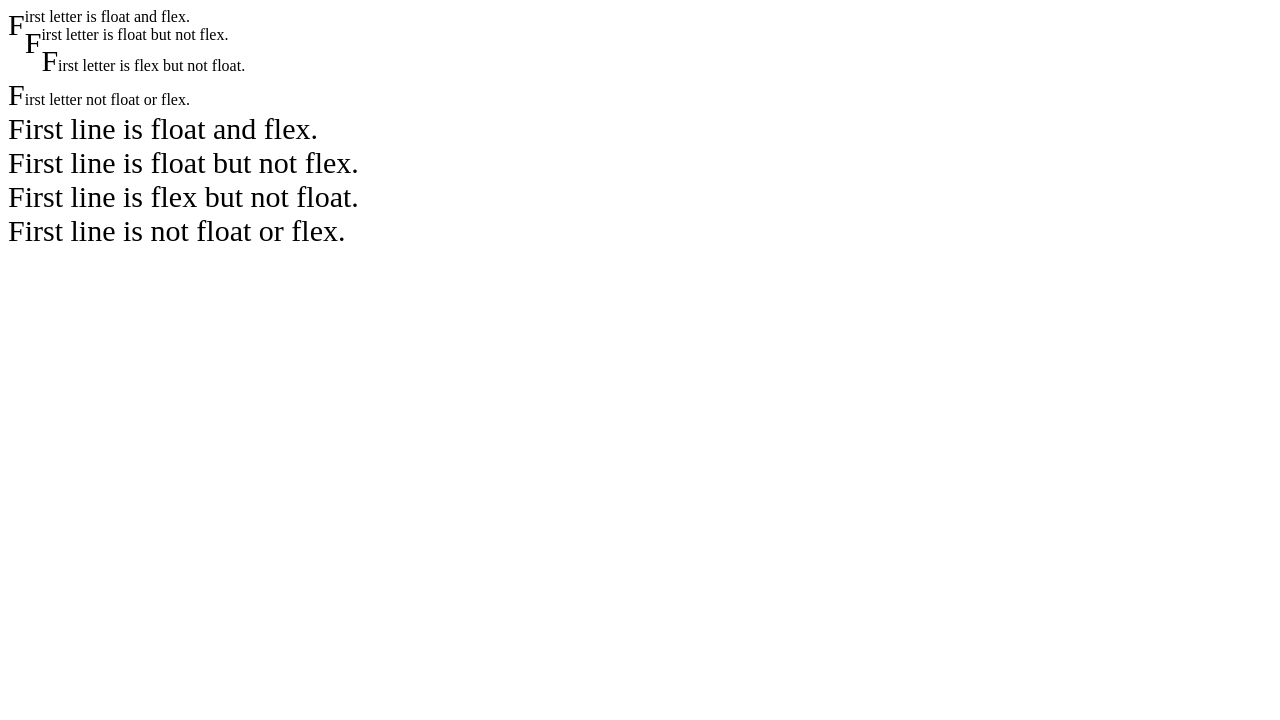 First letter is float and flex.
First letter is float but not flex.
First letter is flex but not float.
First letter not float or flex.
First line is float and flex.
First line is float but not flex.
First line is flex but not float.
First line is not float or flex.